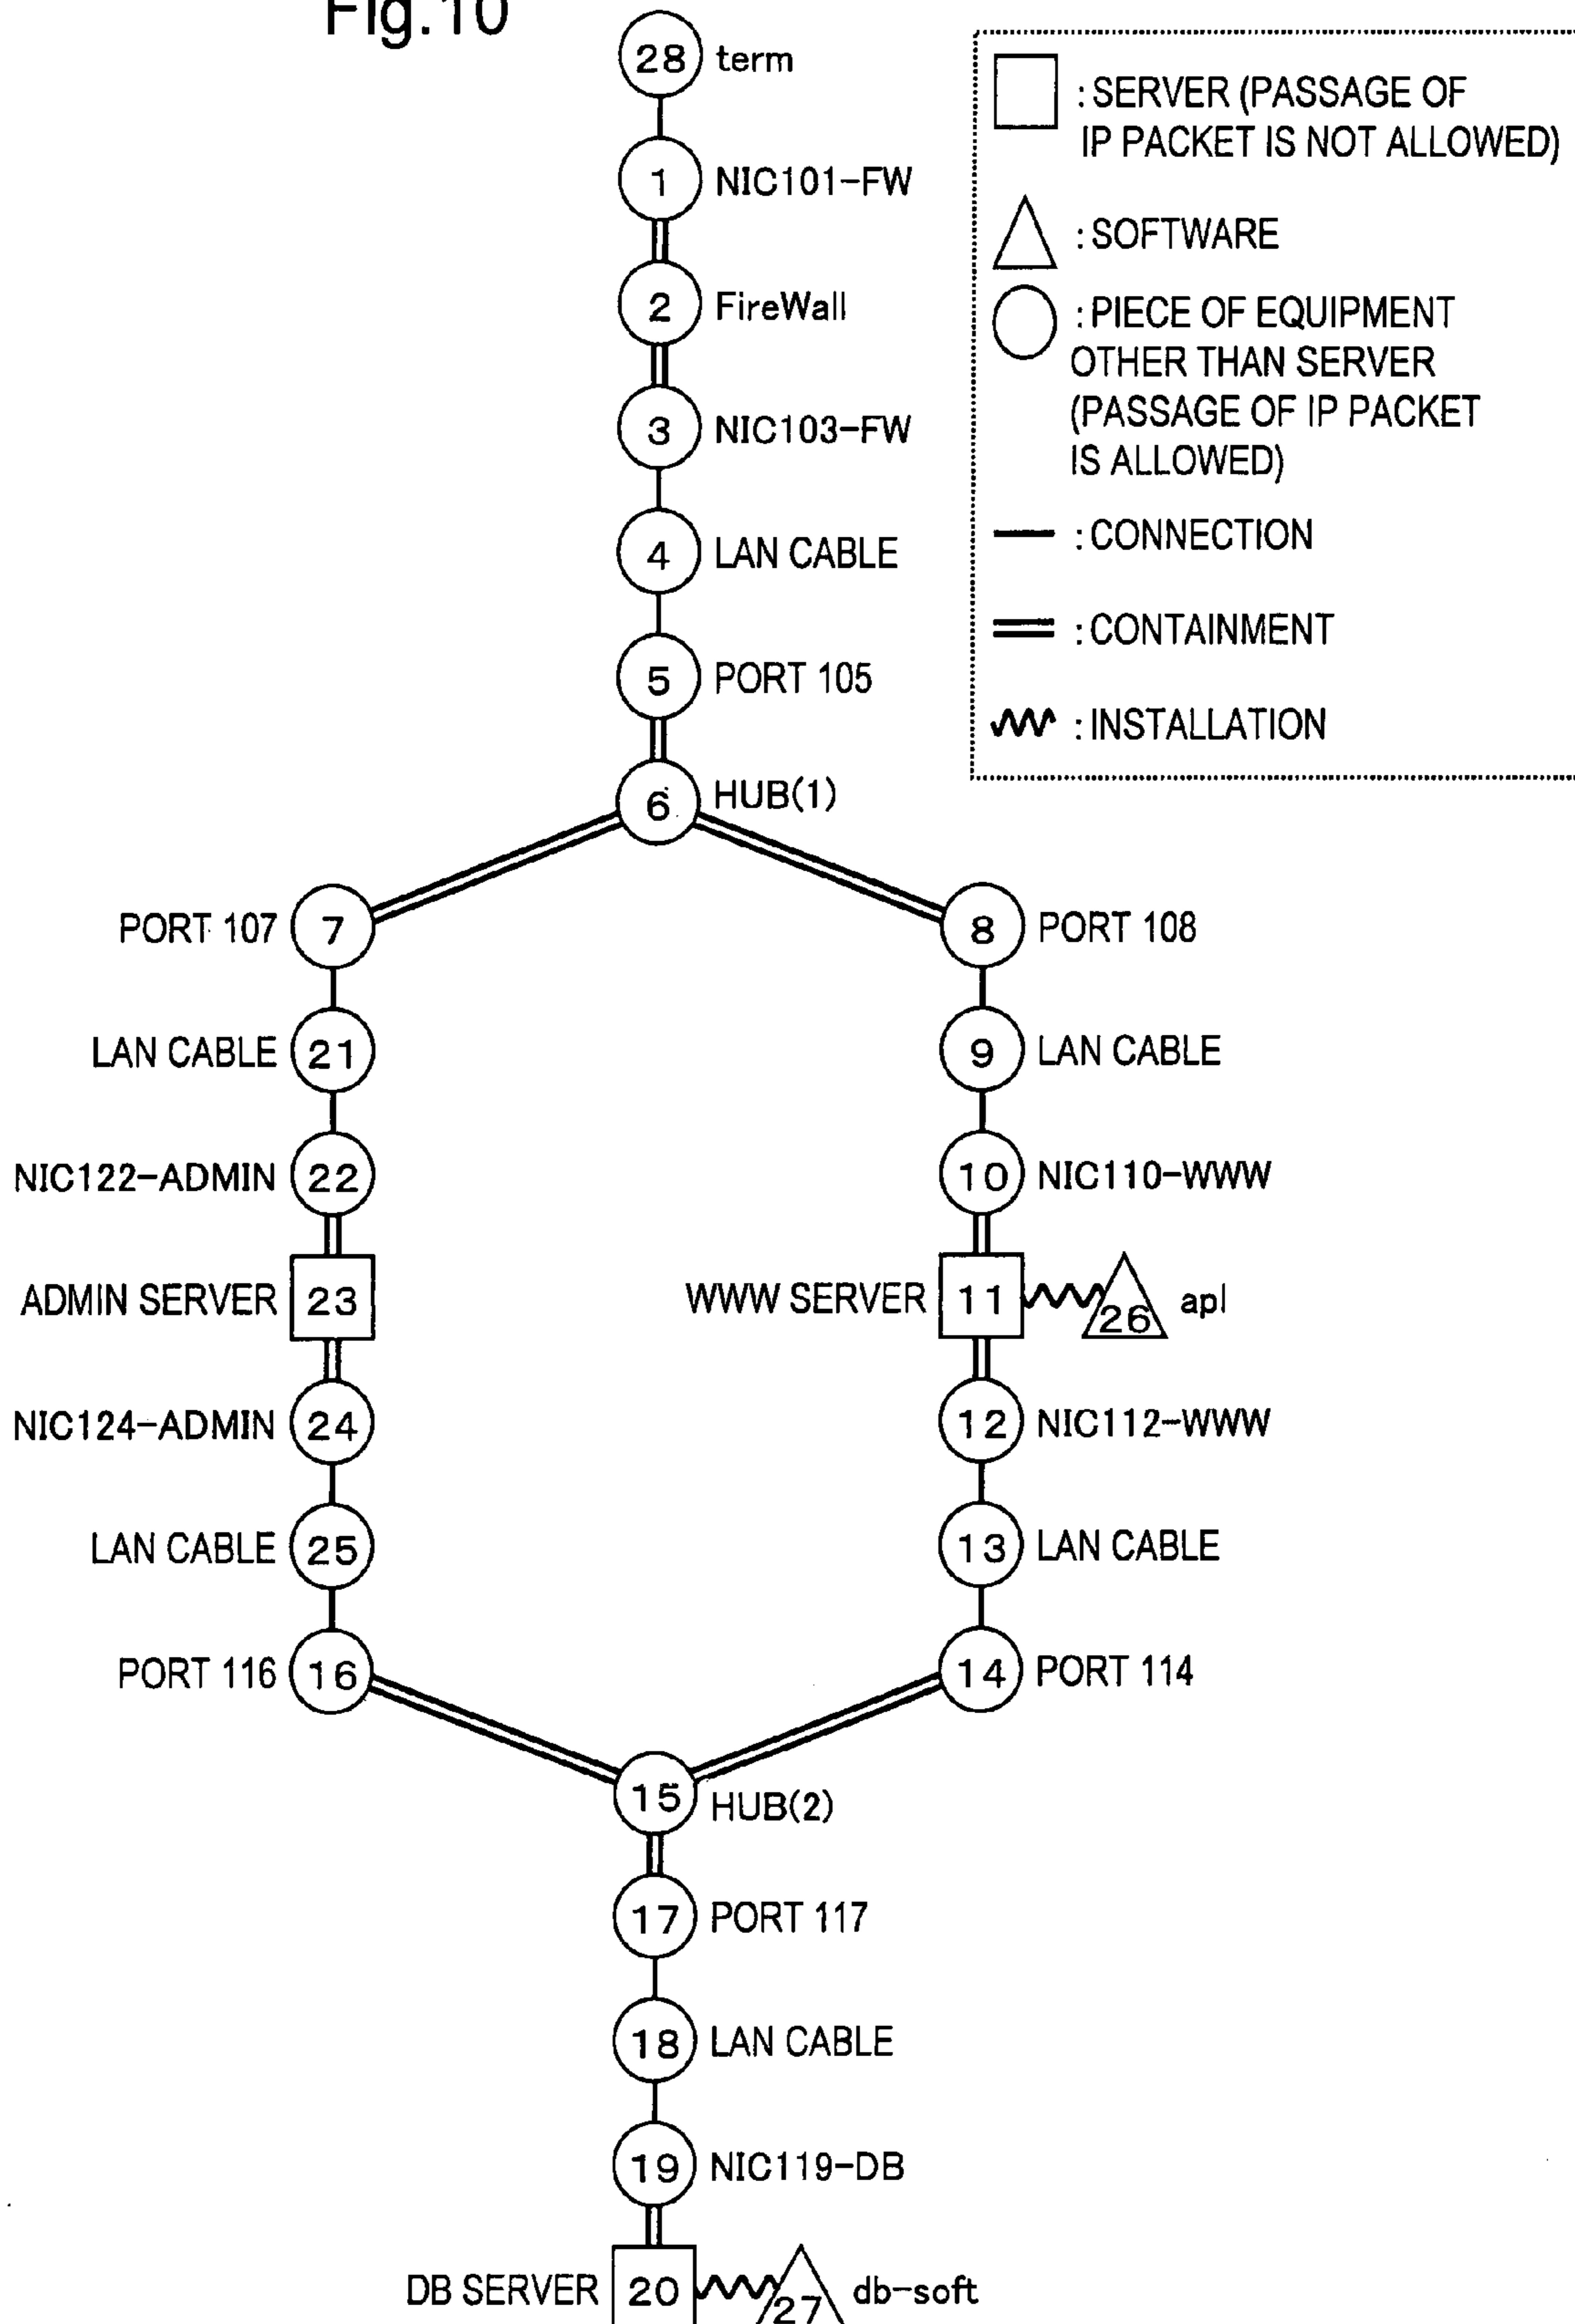 Fig.10
28 term
1 NIC101-FW
2 FireWall
3 NIC103-FW
4 LAN CABLE
5 PORT 105
6 HUB(1)
: SERVER (PASSAGE OF
IP PACKET IS NOT ALLOWED)
: SOFTWARE
: PIECE OF EQUIPMENT
OTHER THAN SERVER
(PASSAGE OF IP PACKET
IS ALLOWED)
: CONNECTION
: CONTAINMENT
: INSTALLATION
PORT 107 7
8 PORT 108
LAN CABLE 21
9 LAN CABLE
NIC122-ADMIN 22
10 NIC110-WWW
ADMIN SERVER 23
WWW SERVER 11
26 apl
NIC124-ADMIN 24
12 NIC112-WWW
LAN CABLE 25
13 LAN CABLE
PORT 116 16
14 PORT 114
15 HUB(2)
17 PORT 117
18 LAN CABLE
19 NIC119-DB
DB SERVER 20
27 db-soft